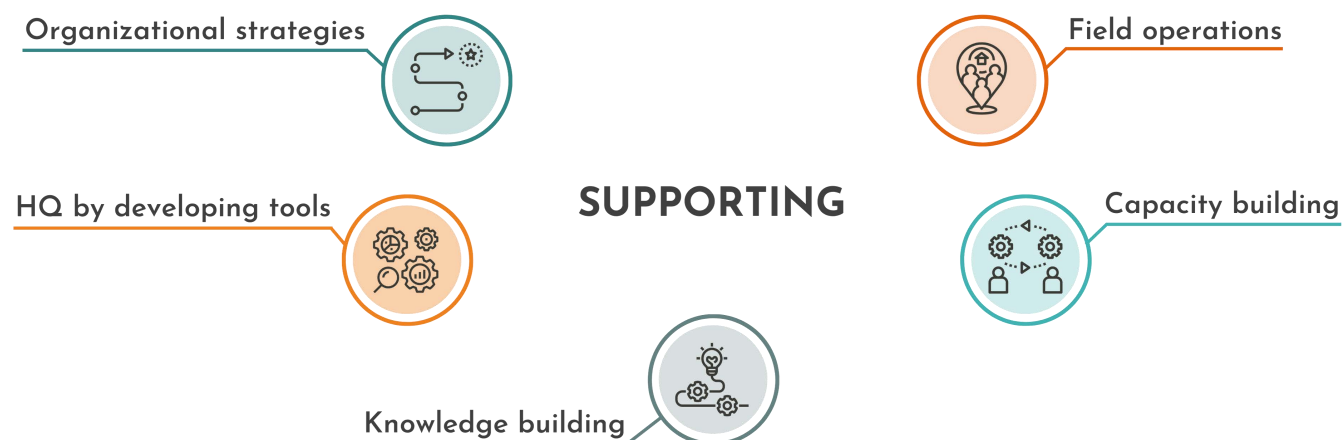 Organizational strategies
Field operations
HQ by developing tools
SUPPORTING
Capacity building
Knowledge building